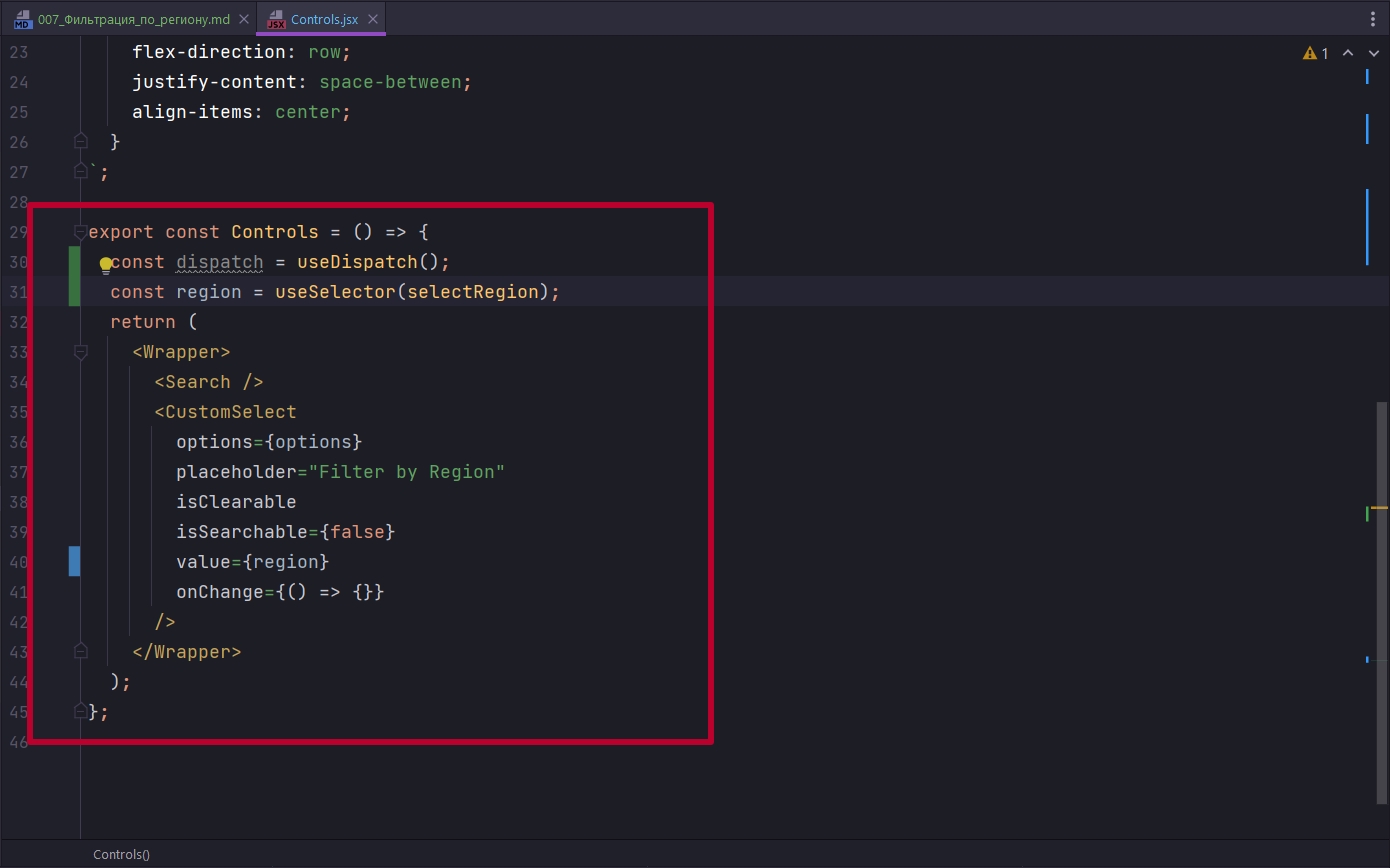 MD 007_Фильтрация_по_региону.md
JSX Controls.jsx
1
23 flex-direction: row;
24 justify-content: space-between;
25 align-items: center;
26 }
27 `;
28
29 export const Controls = () => {
30 const dispatch = useDispatch();
31 const region = useSelector(selectRegion);
32 return (
33 <Wrapper>
34 <Search />
35 <CustomSelect
36 options={options}
37 placeholder="Filter by Region"
38 isClearable
39 isSearchable={false}
40 value={region}
41 onChange={() => {}}
42 />
43 </Wrapper>
44 );
45 };
46
Controls()